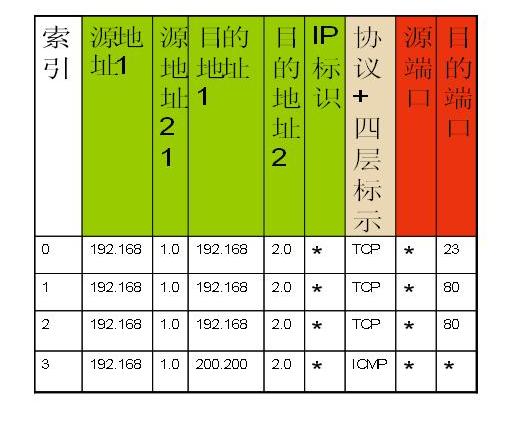 索引 源地址1 源地址21 目的地址1 目的地址2 IP标识 协议+四层标示 源端口 目的端口
0 192.168 1.0 192.168 2.0 * TCP * 23
1 192.168 1.0 192.168 2.0 * TCP * 80
2 192.168 1.0 192.168 2.0 * TCP * 80
3 192.168 1.0 200.200 2.0 * ICMP * *